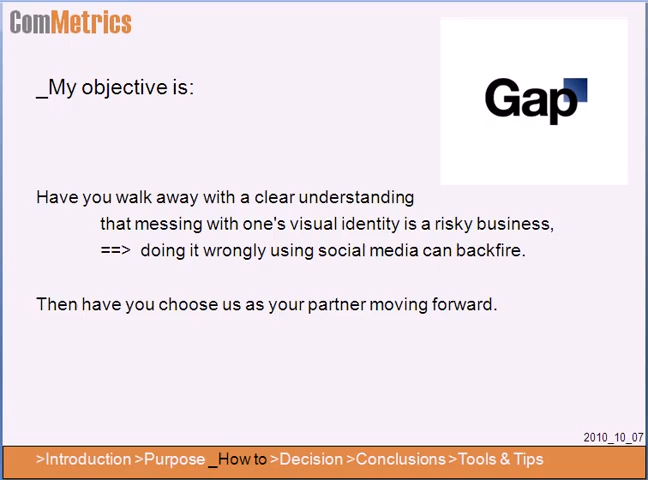 ComMetrics
_My objective is:
Gap
Have you walk away with a clear understanding
that messing with one's visual identity is a risky business,
==> doing it wrongly using social media can backfire.
Then have you choose us as your partner moving forward.
2010_10_07
>Introduction >Purpose _How to >Decision >Conclusions >Tools & Tips